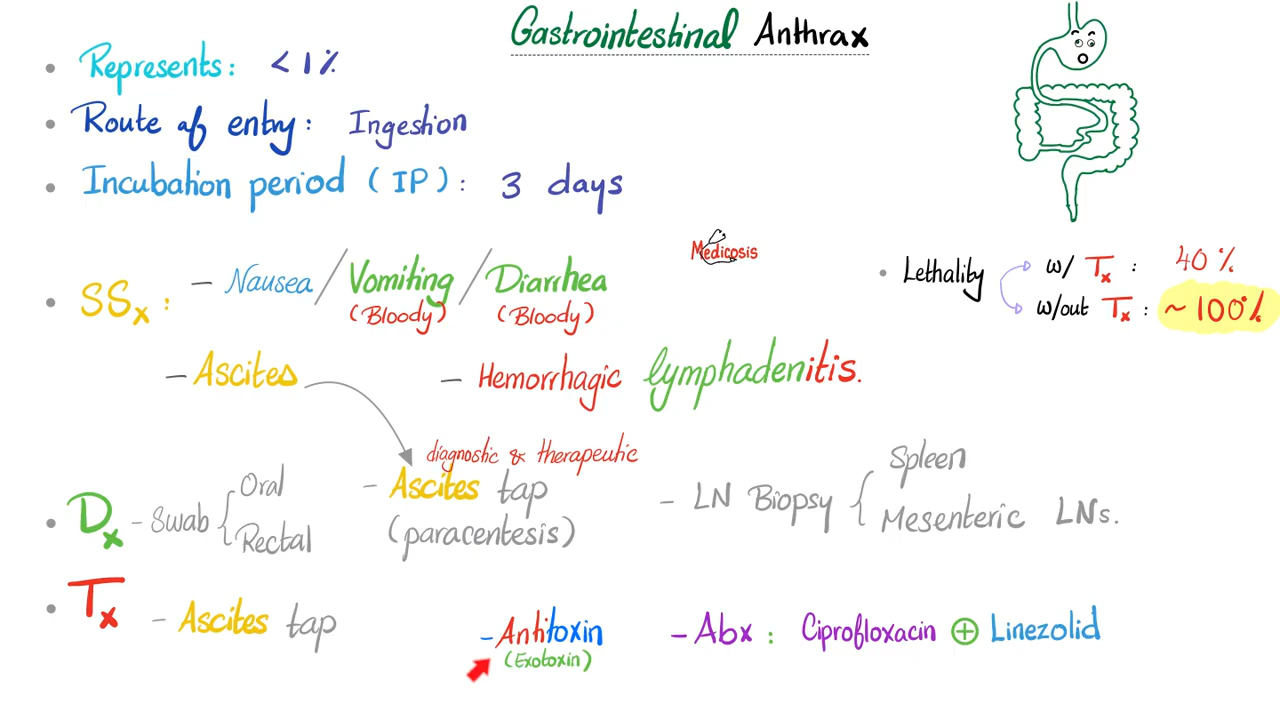 Gastrointestinal Anthrax
• Represents: < 1%
• Route of entry: Ingestion
• Incubation period (IP): 3 days
Medicosis
• SSx: - Nausea / Vomiting / Diarrhea
(Bloody) (Bloody)
- Ascites - Hemorrhagic lymphadenitis.
• Lethality w/ Tx: 40%
w/out Tx: ~100%
diagnostic & therapeutic
• Dx - Swab Oral
Rectal
- Ascites tap
(paracentesis)
- LN Biopsy Spleen
Mesenteric LNs.
• Tx - Ascites tap - Antitoxin - Abx: Ciprofloxacin + Linezolid
(Exotoxin)